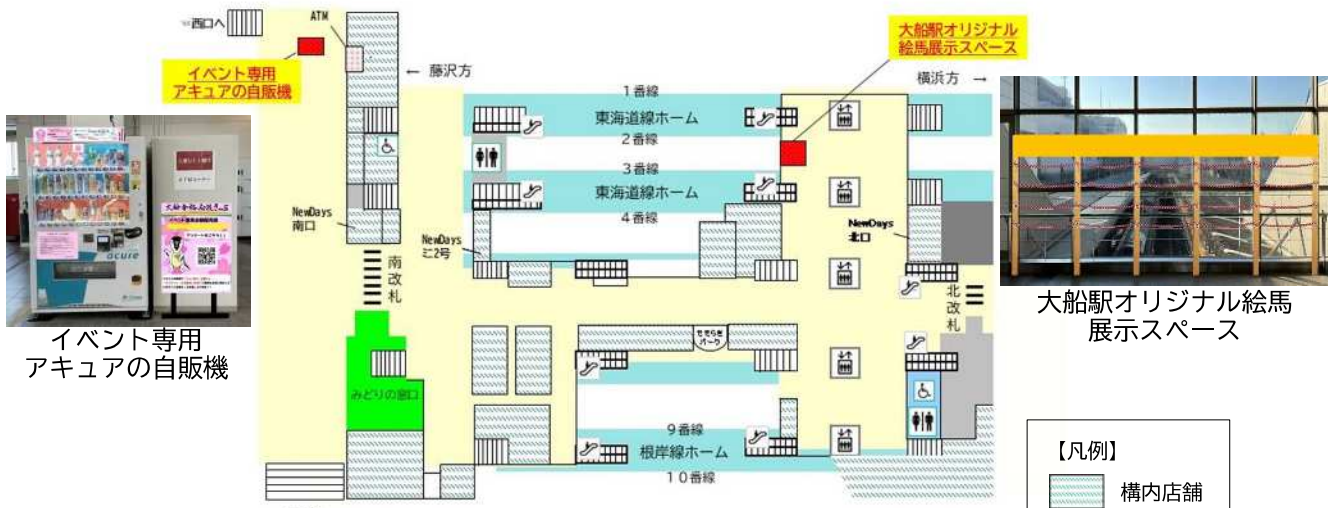 西口へ
ATM
大船駅オリジナル
絵馬展示スペース
イベント専用
アキュアの自販機
← 藤沢方
横浜方 →
1番線
東海道線ホーム
2番線
3番線
東海道線ホーム
4番線
NewDays
南口
NewDays
ミニ2号
NewDays
北口
南改札
北改札
acure
イベント専用
アキュアの自販機
大船駅オリジナル絵馬
展示スペース
みどりの窓口
9番線
根岸線ホーム
10番線
【凡例】
構内店舗